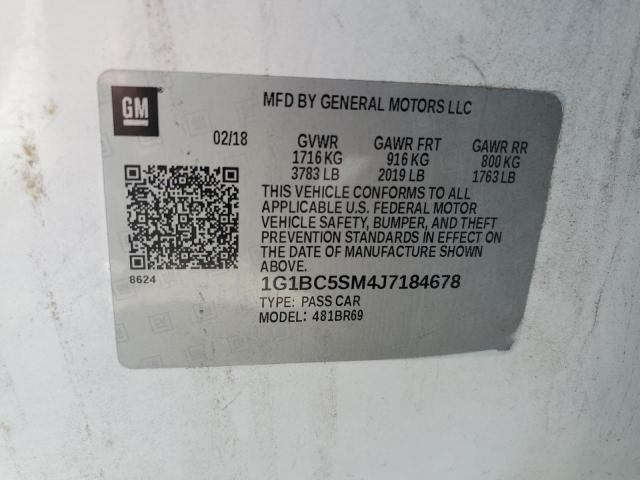 GM
MFD BY GENERAL MOTORS LLC
02/18 GVWR GAWR FRT GAWR RR
1716 KG 916 KG 800 KG
3783 LB 2019 LB 1763 LB
THIS VEHICLE CONFORMS TO ALL
APPLICABLE U.S. FEDERAL MOTOR
VEHICLE SAFETY, BUMPER, AND THEFT
PREVENTION STANDARDS IN EFFECT ON
THE DATE OF MANUFACTURE SHOWN
ABOVE.
8624
1G1BC5SM4J7184678
TYPE: PASS CAR
MODEL: 481BR69